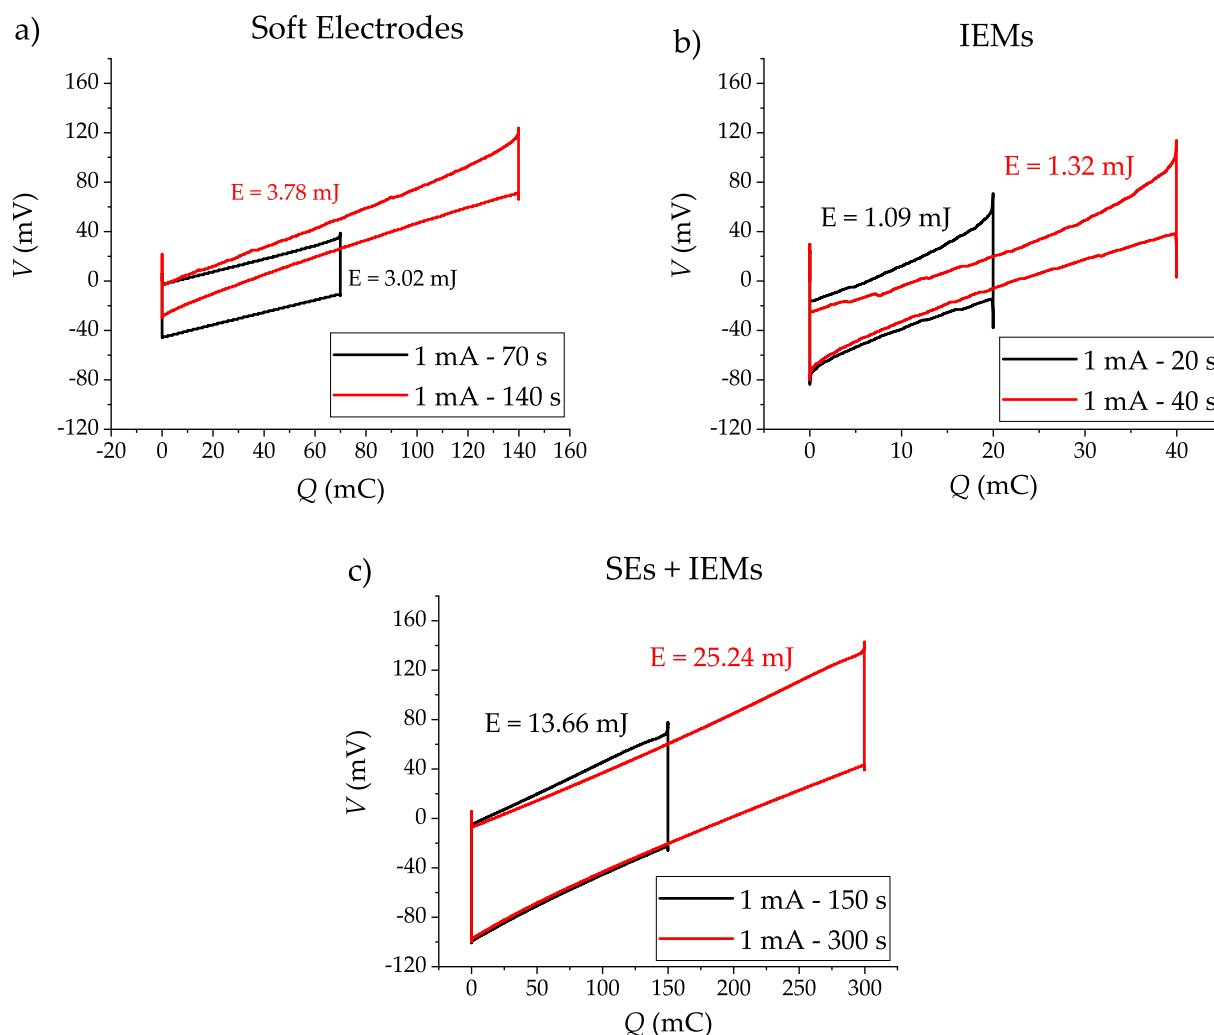 a)
Soft Electrodes
160
120
80
40
0
-40
-80
-120
V (mV)
E = 3.78 mJ
E = 3.02 mJ
1 mA - 70 s
1 mA - 140 s
-20 0 20 40 60 80 100 120 140 160
Q (mC)
b)
IEMs
160
120
80
40
0
-40
-80
-120
V (mV)
E = 1.32 mJ
E = 1.09 mJ
1 mA - 20 s
1 mA - 40 s
0 10 20 30 40
Q (mC)
c)
SEs + IEMs
160
120
80
40
0
-40
-80
-120
V (mV)
E = 25.24 mJ
E = 13.66 mJ
1 mA - 150 s
1 mA - 300 s
0 50 100 150 200 250 300
Q (mC)